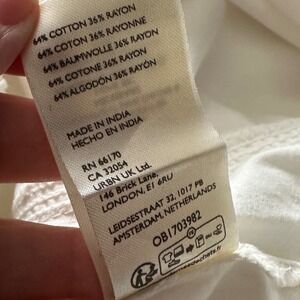 64% COTTON 36% RAYON
64% COTON 36% RAYONNE
64% BAUMWOLLE 36% RAYON
64% COTONE 36% RAYON
64% ALGODÓN 36% RAYÓN
MADE IN INDIA
HECHO EN INDIA
RN 66170
CA 32054
URBN UK Ltd.
146 Brick Lane,
LONDON, E1 6RU
LEIDSESTRAAT 32, 1017 PB
AMSTERDAM, NETHERLANDS
OB1703982